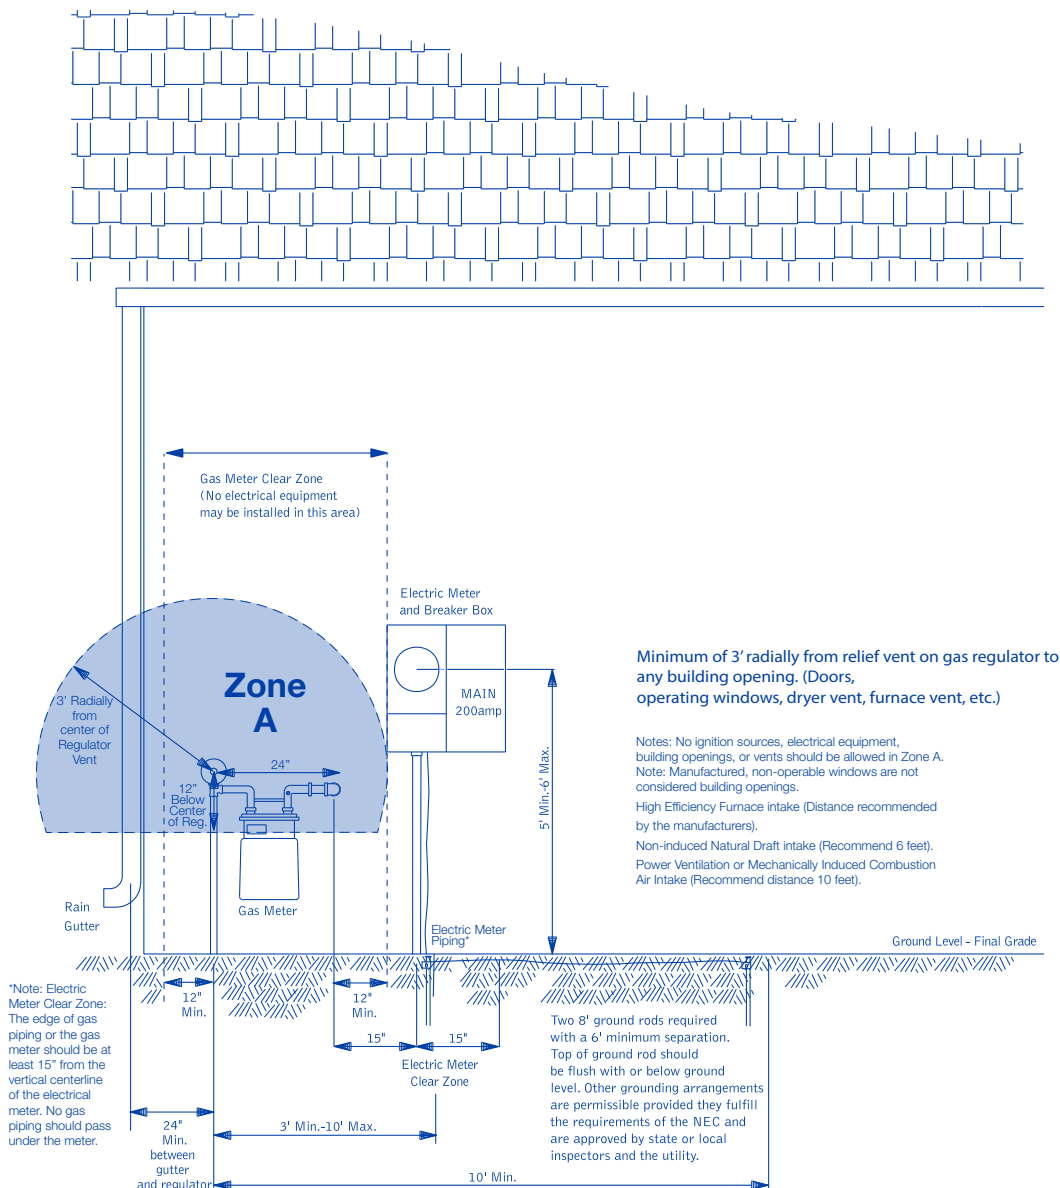 Gas Meter Clear Zone
(No electrical equipment
may be installed in this area)
Electric Meter
and Breaker Box
MAIN
200amp
Zone
A
3' Radially
from
center of
Regulator
Vent
24"
12"
Below
Center
of Reg.
Gas Meter
Rain
Gutter
5' Min.-6' Max.
Minimum of 3' radially from relief vent on gas regulator to
any building opening. (Doors,
operating windows, dryer vent, furnace vent, etc.)
Notes: No ignition sources, electrical equipment,
building openings, or vents should be allowed in Zone A.
Note: Manufactured, non-operable windows are not
considered building openings.
High Efficiency Furnace intake (Distance recommended
by the manufacturers).
Non-induced Natural Draft intake (Recommend 6 feet).
Power Ventilation or Mechanically Induced Combustion
Air Intake (Recommend distance 10 feet).
Electric Meter
Piping*
Ground Level - Final Grade
*Note: Electric
Meter Clear Zone:
The edge of gas
piping or the gas
meter should be at
least 15" from the
vertical centerline
of the electrical
meter. No gas
piping should pass
under the meter.
12"
Min.
12"
Min.
15"
15"
Electric Meter
Clear Zone
Two 8' ground rods required
with a 6' minimum separation.
Top of ground rod should
be flush with or below ground
level. Other grounding arrangements
are permissible provided they fulfill
the requirements of the NEC and
are approved by state or local
inspectors and the utility.
24"
Min.
between
gutter
and regulator
3' Min.-10' Max.
10' Min.